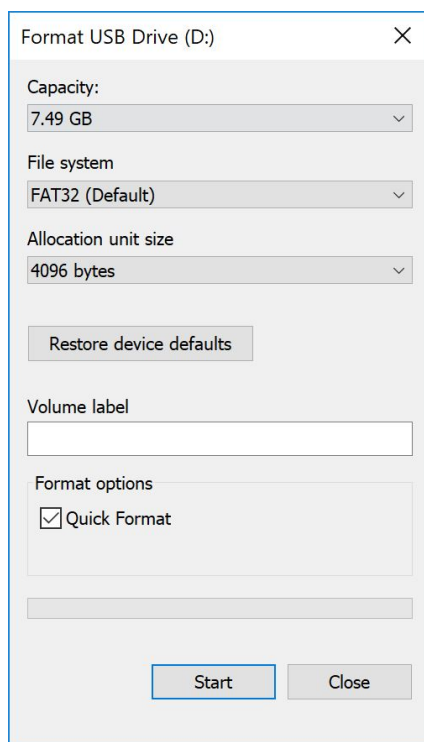 Format USB Drive (D:)
Capacity:
7.49 GB
File system
FAT32 (Default)
Allocation unit size
4096 bytes
Restore device defaults
Volume label
Format options
Quick Format
Start
Close